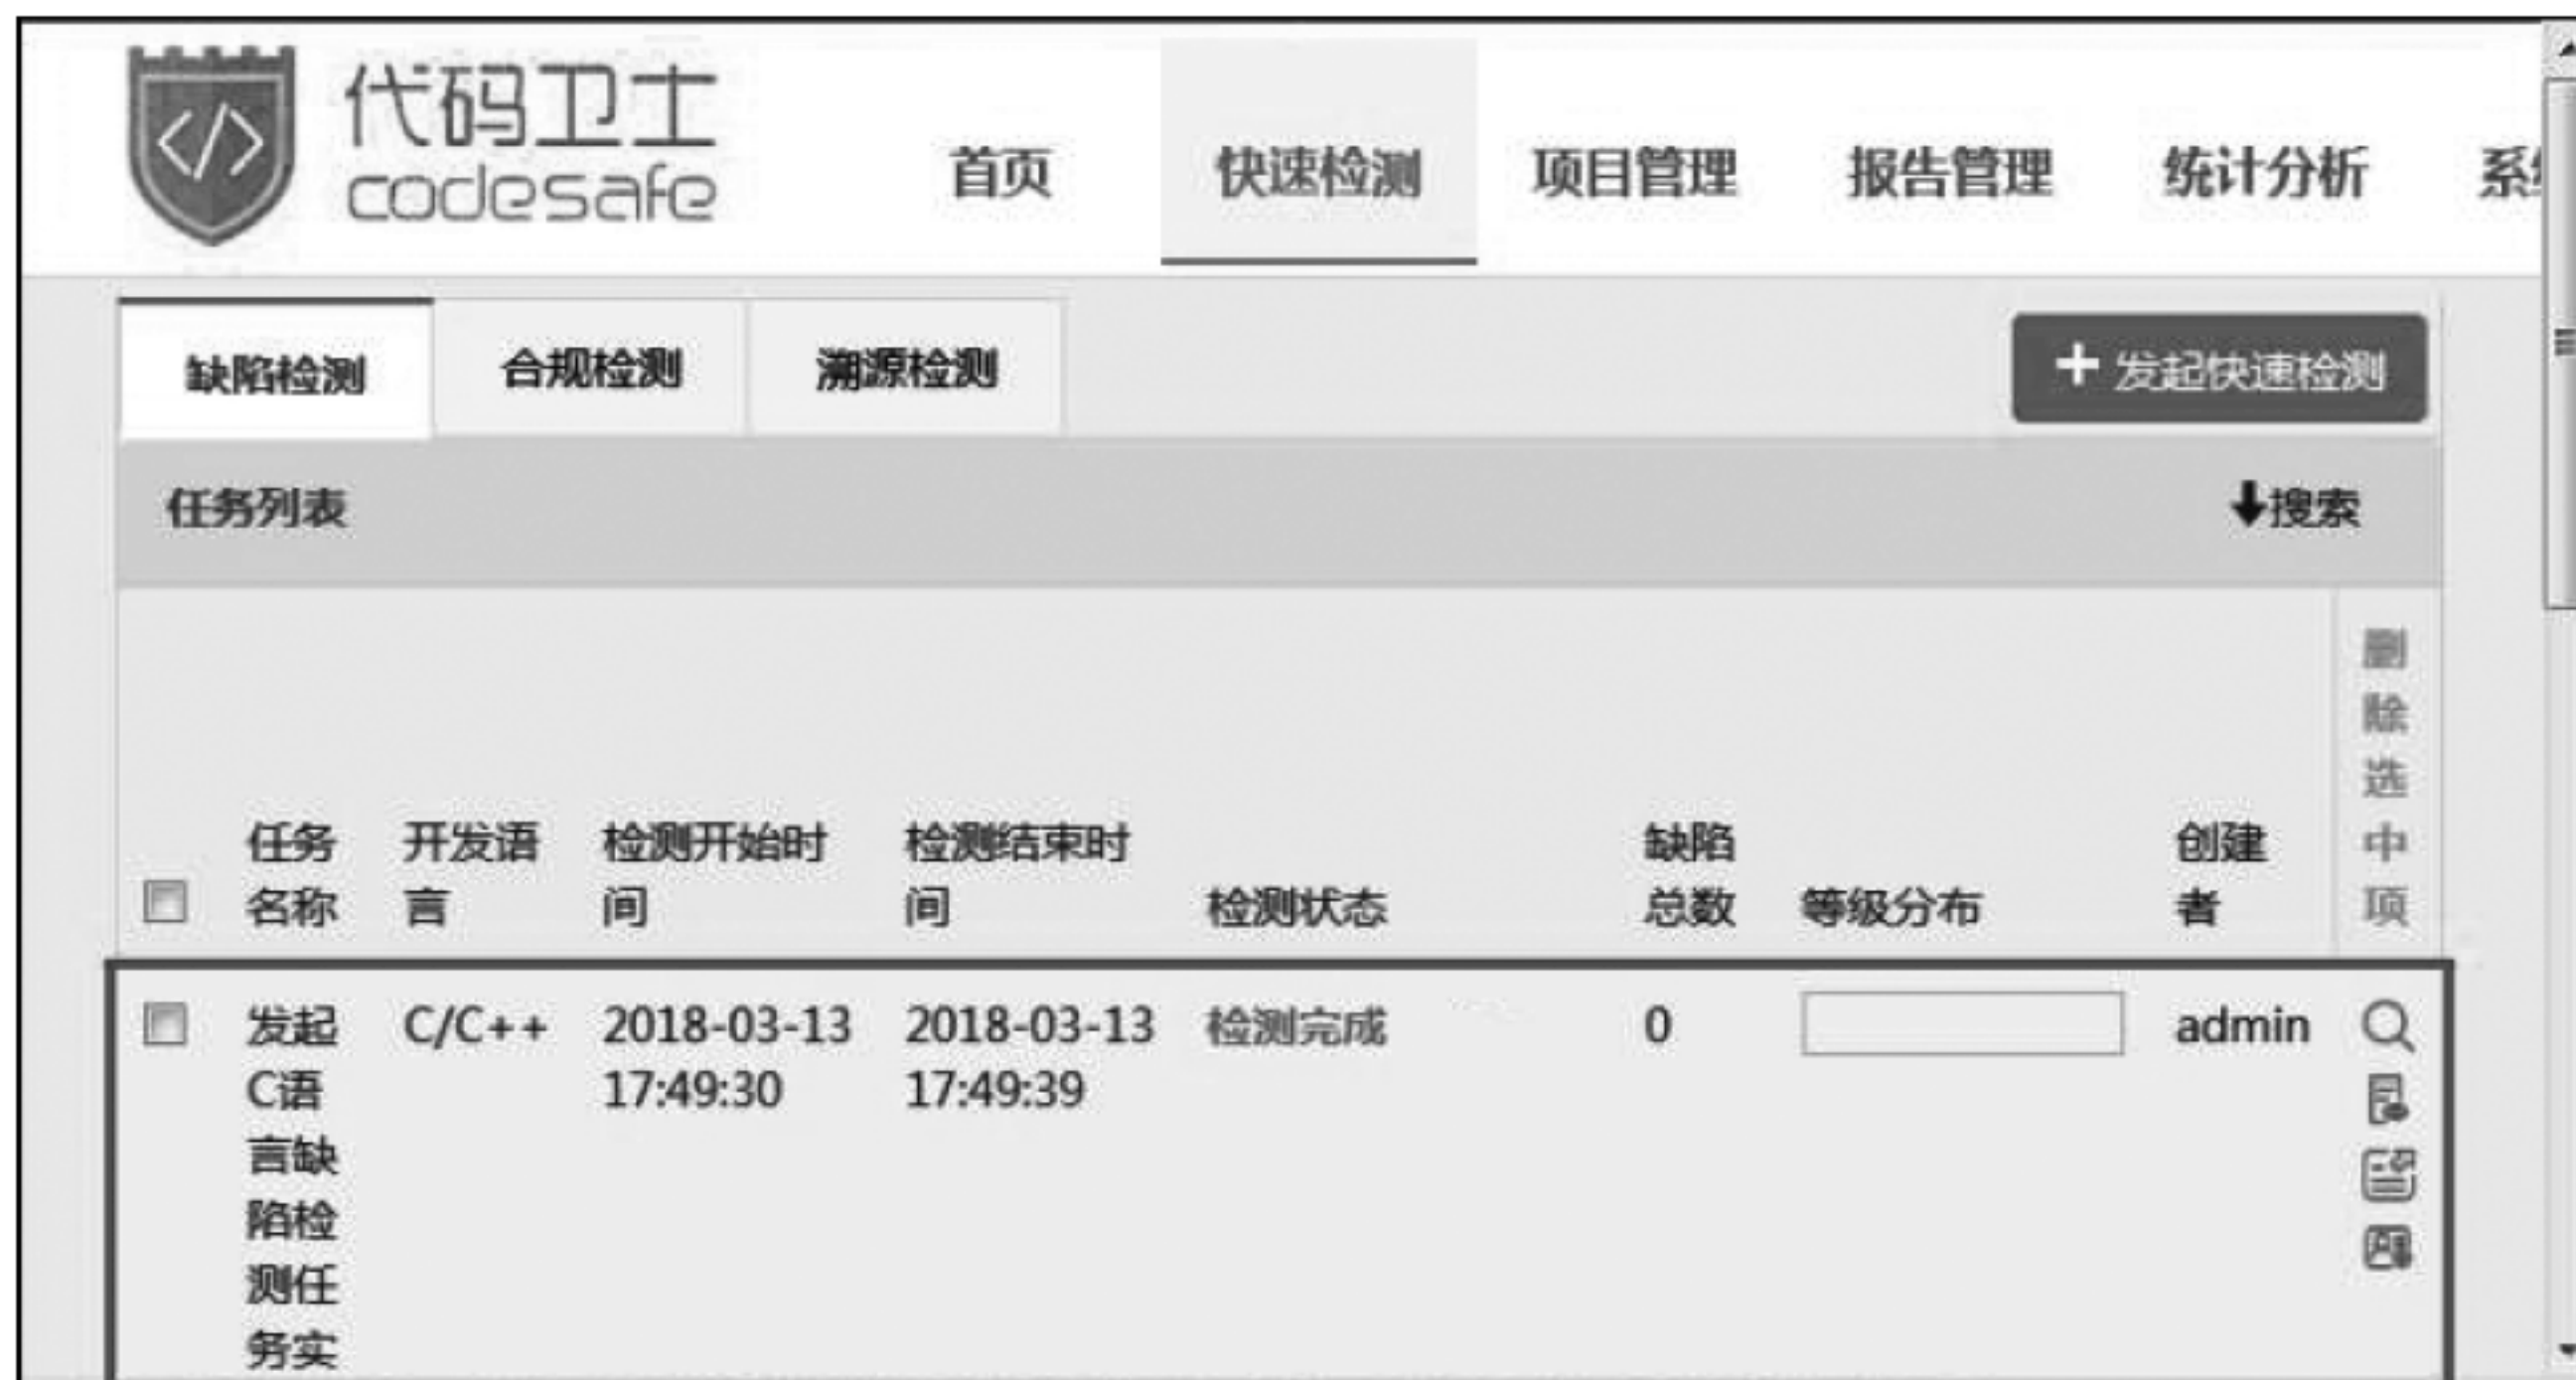 代码卫士
codesafe
首页 快速检测 项目管理 报告管理 统计分析
缺陷检测 合规检测 溯源检测 + 发起快速检测
任务列表 搜索
删除选中项
任务名称 开发语言 检测开始时间 检测结束时间 检测状态 缺陷总数 等级分布 创建者
发起 C/C++ 2018-03-13 2018-03-13 检测完成 0 admin
C语 17:49:30 17:49:39
言缺
陷检
测任
务实